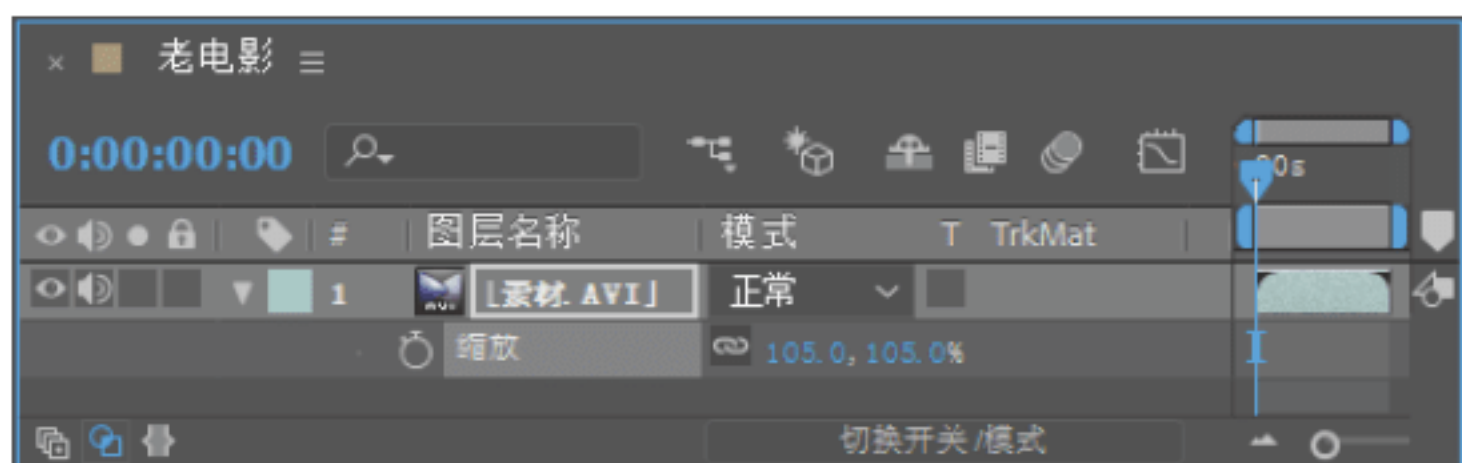 × 老电影 ≡
0:00:00:00 00s
# 图层名称 模式 T TrkMat
1 [素材.AVI] 正常
缩放 105.0, 105.0%
切换开关/模式